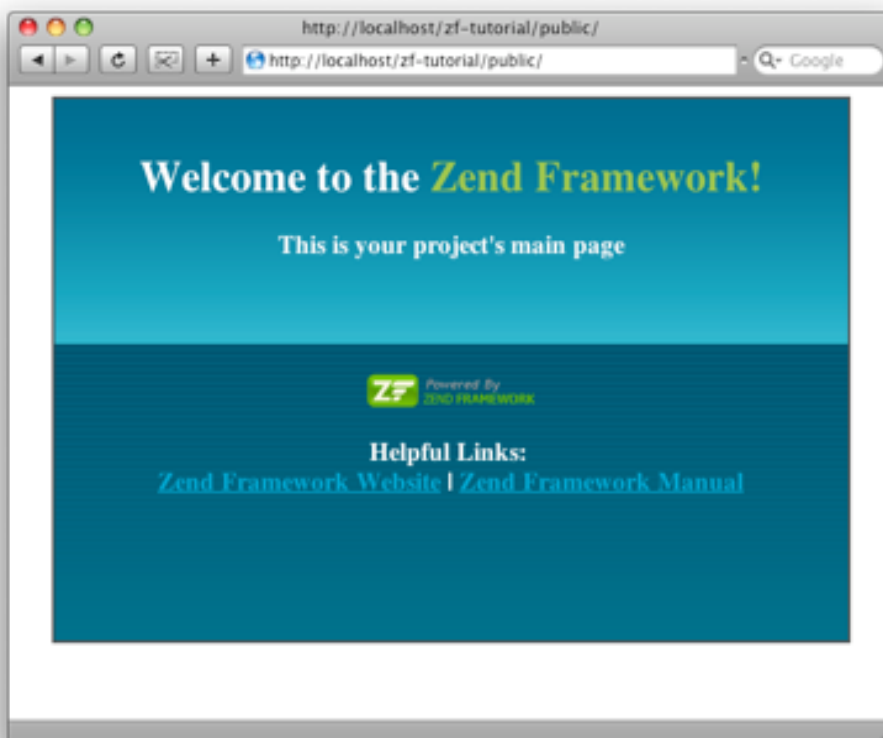 http://localhost/zf-tutorial/public/
http://localhost/zf-tutorial/public/
Google
Welcome to the Zend Framework!
This is your project's main page
ZF Powered By
ZEND FRAMEWORK
Helpful Links:
Zend Framework Website | Zend Framework Manual